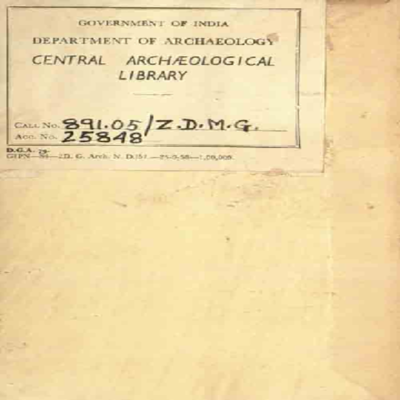 GOVERNMENT OF INDIA
DEPARTMENT OF ARCHAEOLOGY
CENTRAL ARCHÆOLOGICAL
LIBRARY
CALL No. 891.05/Z.D.M.G.
Acc. No. 25848
D.G.A. 79.